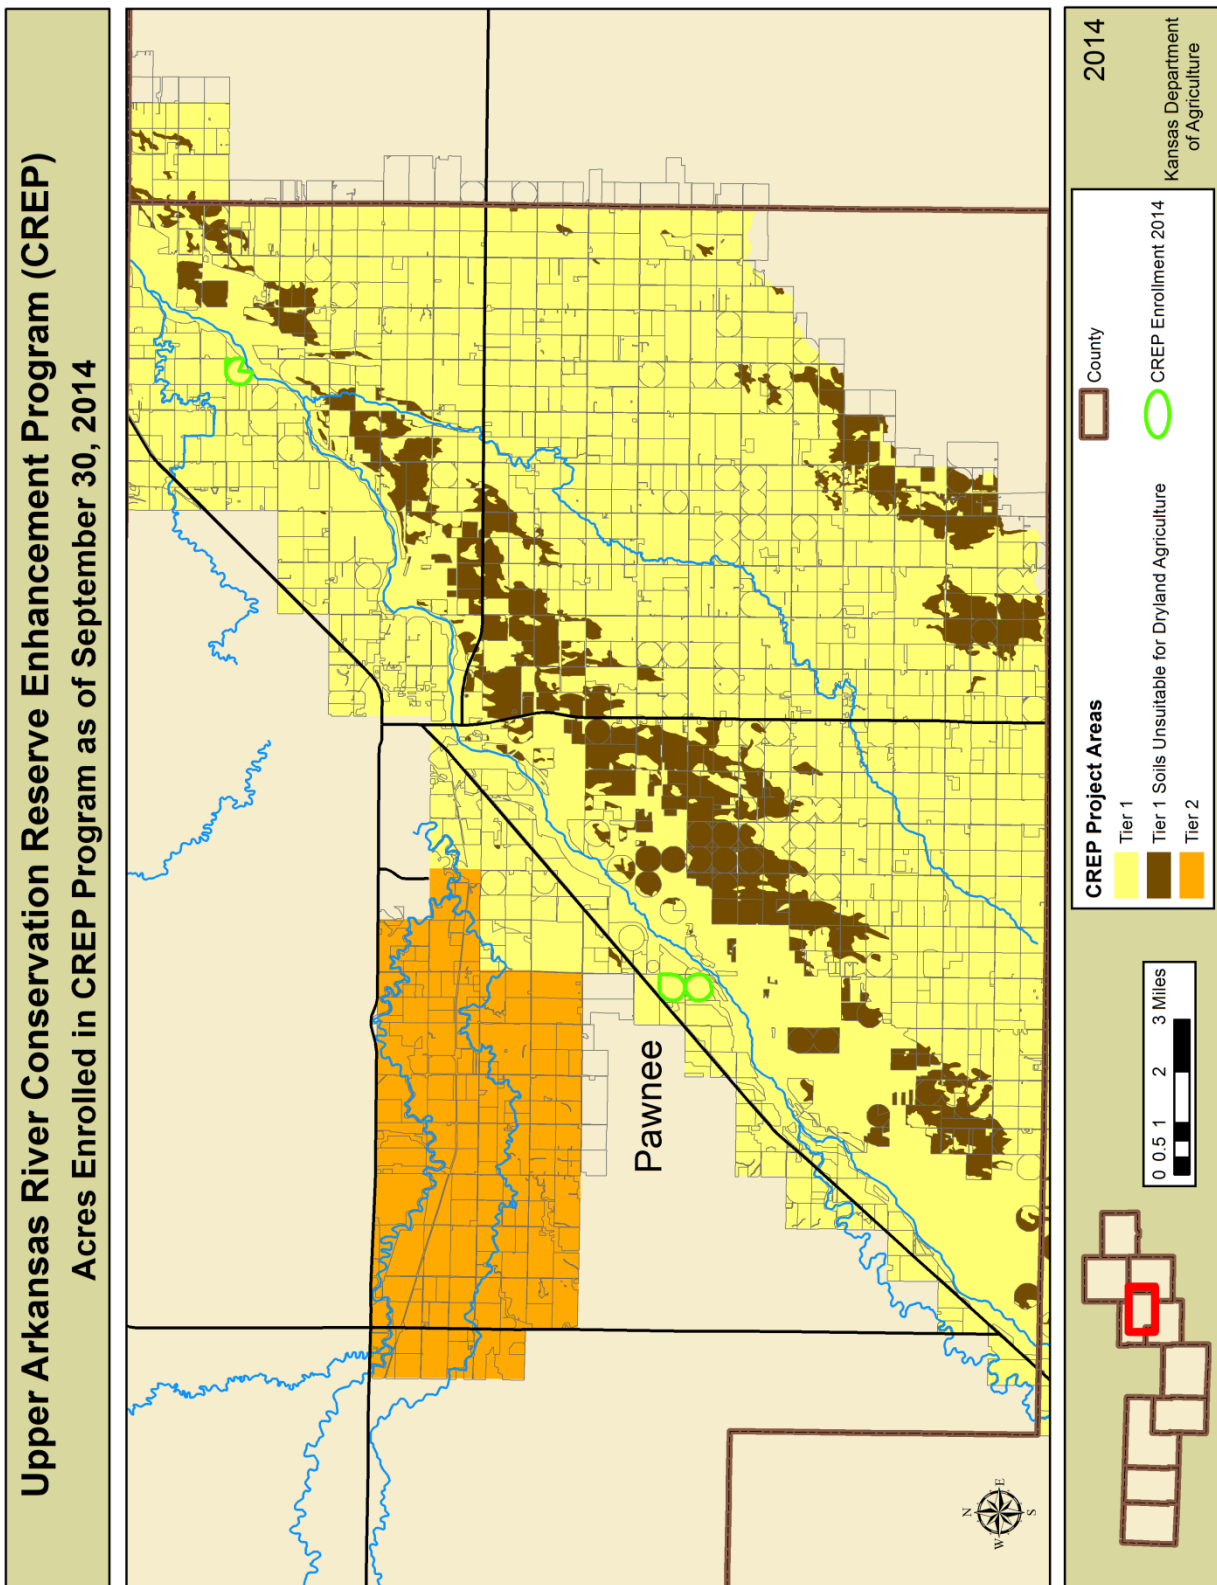 Upper Arkansas River Conservation Reserve Enhancement Program (CREP)
Acres Enrolled in CREP Program as of September 30, 2014
Pawnee
N
W E
S
0 0.5 1 2 3 Miles
CREP Project Areas
Tier 1
Tier 1 Soils Unsuitable for Dryland Agriculture
Tier 2
County
CREP Enrollment 2014
2014
Kansas Department
of Agriculture